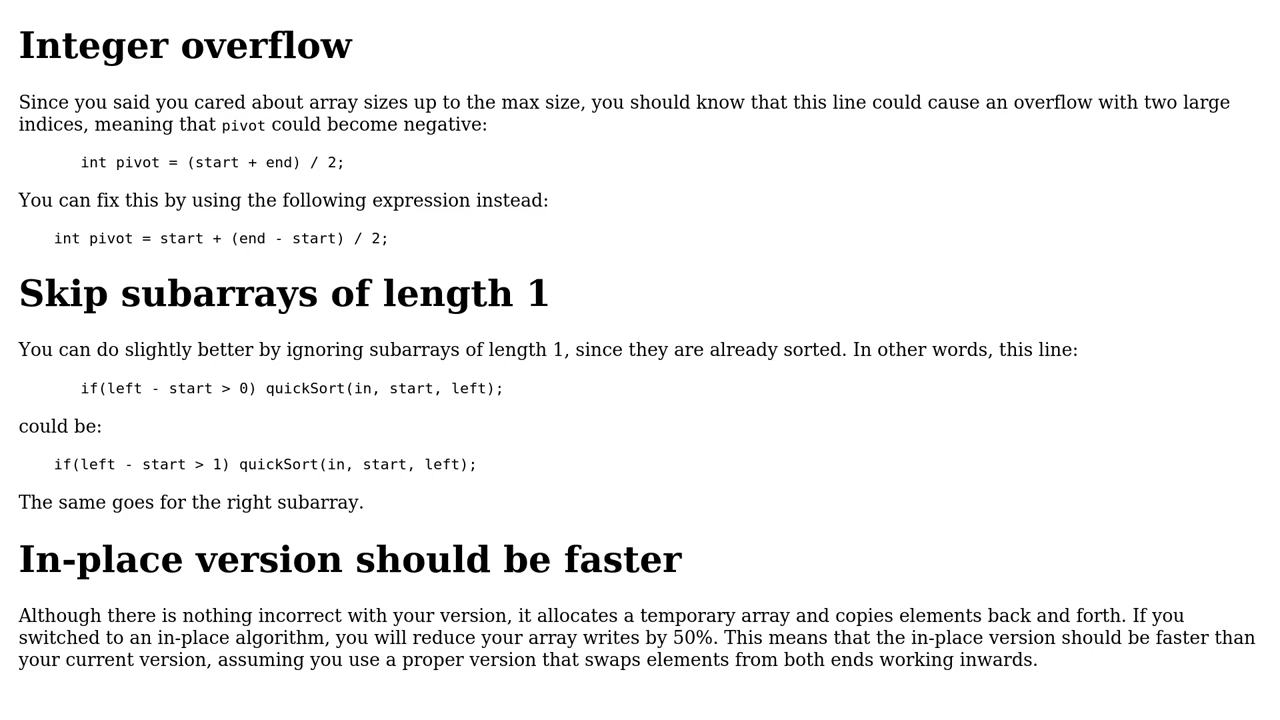 Integer overflow
Since you said you cared about array sizes up to the max size, you should know that this line could cause an overflow with two large
indices, meaning that pivot could become negative:
int pivot = (start + end) / 2;
You can fix this by using the following expression instead:
int pivot = start + (end - start) / 2;
Skip subarrays of length 1
You can do slightly better by ignoring subarrays of length 1, since they are already sorted. In other words, this line:
if(left - start > 0) quickSort(in, start, left);
could be:
if(left - start > 1) quickSort(in, start, left);
The same goes for the right subarray.
In-place version should be faster
Although there is nothing incorrect with your version, it allocates a temporary array and copies elements back and forth. If you
switched to an in-place algorithm, you will reduce your array writes by 50%. This means that the in-place version should be faster than
your current version, assuming you use a proper version that swaps elements from both ends working inwards.